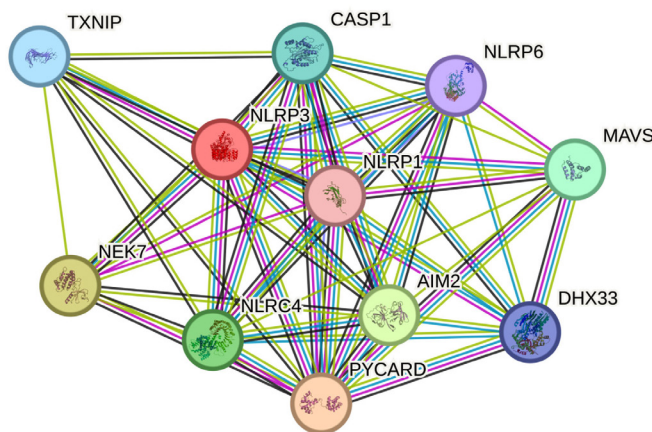 TXNIP
CASP1
NLRP6
NLRP3
MAVS
NLRP1
NEK7
AIM2
NLRC4
DHX33
PYCARD